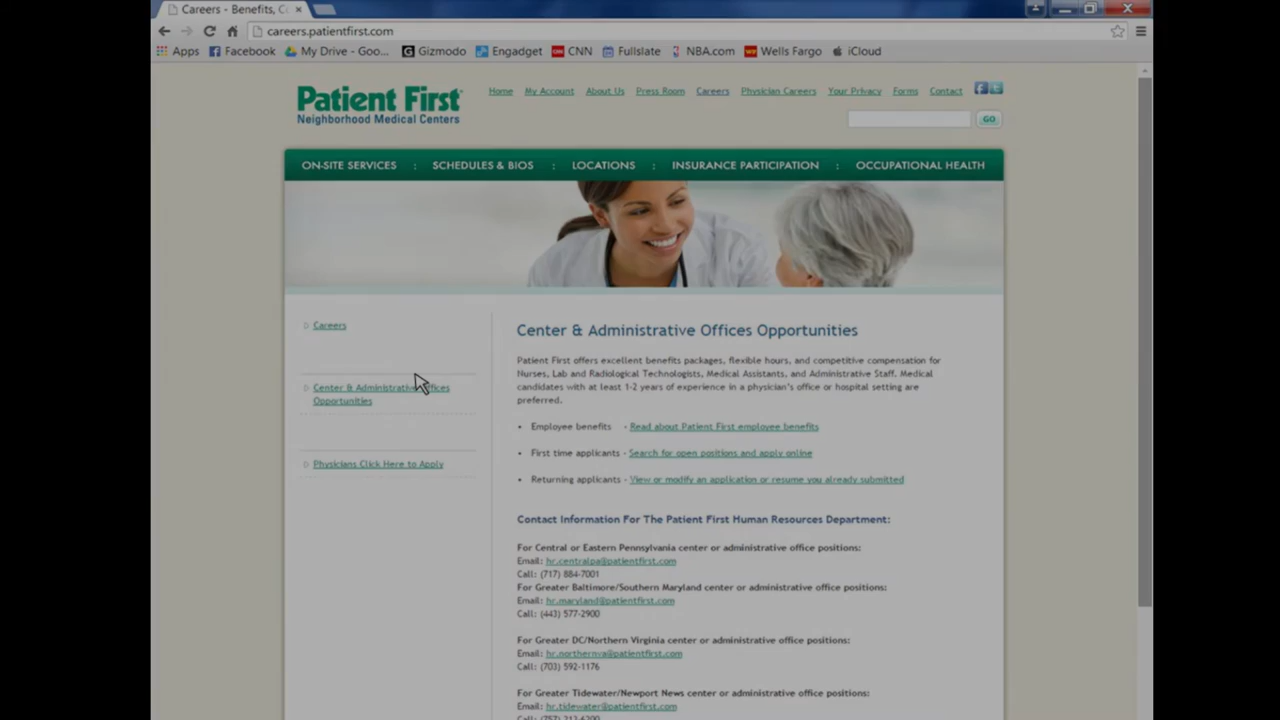 Careers - Benefits, C
careers.patientfirst.com
Apps Facebook My Drive - Goo... Gizmodo Engadget CNN Fullslate NBA.com Wells Fargo iCloud
Patient First
Neighborhood Medical Centers
Home My Account About Us Press Room Careers Physician Careers Your Privacy Forms Contact
GO
ON-SITE SERVICES : SCHEDULES & BIOS : LOCATIONS : INSURANCE PARTICIPATION : OCCUPATIONAL HEALTH
Careers
Center & Administrative Offices
Opportunities
Physicians Click Here to Apply
Center & Administrative Offices Opportunities
Patient First offers excellent benefits packages, flexible hours, and competitive compensation for
Nurses, Lab and Radiological Technologists, Medical Assistants, and Administrative Staff. Medical
candidates with at least 1-2 years of experience in a physician's office or hospital setting are
preferred.
• Employee benefits - Read about Patient First employee benefits
• First time applicants - Search for open positions and apply online
• Returning applicants - View or modify an application or resume you already submitted
Contact Information For The Patient First Human Resources Department:
For Central or Eastern Pennsylvania center or administrative office positions:
Email: hr.centralpa@patientfirst.com
Call: (717) 884-7001
For Greater Baltimore/Southern Maryland center or administrative office positions:
Email: hr.maryland@patientfirst.com
Call: (443) 577-2900
For Greater DC/Northern Virginia center or administrative office positions:
Email: hr.northernva@patientfirst.com
Call: (703) 592-1176
For Greater Tidewater/Newport News center or administrative office positions:
Email: hr.tidewater@patientfirst.com